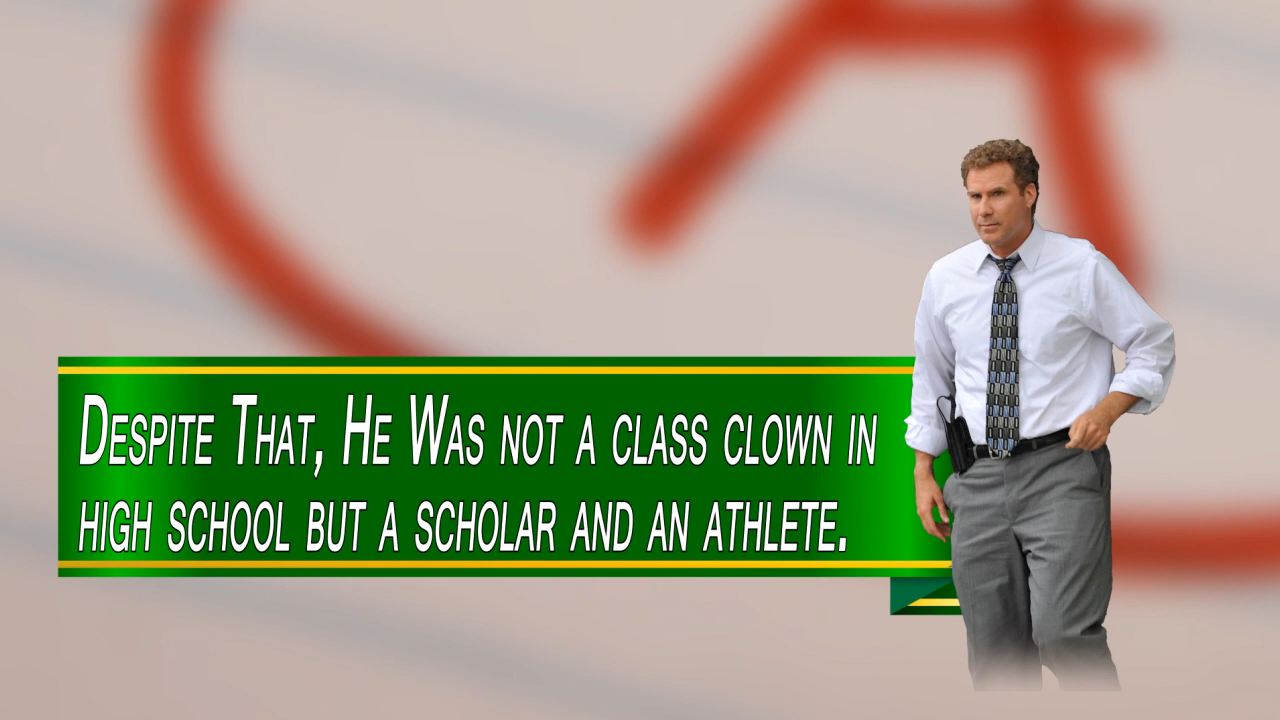 Despite That, He Was not a class clown in
high school but a scholar and an athlete.